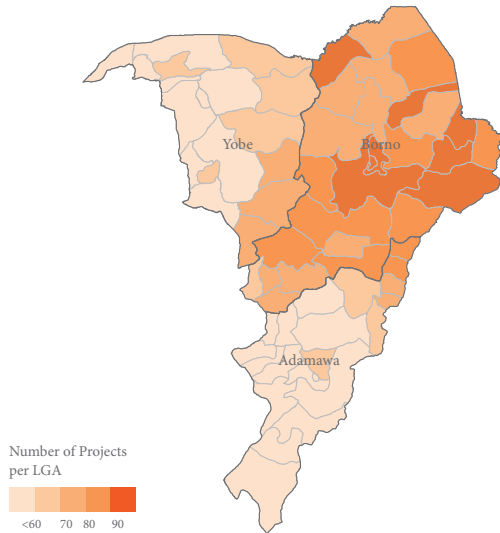 Yobe
Borno
Adamawa
Number of Projects
per LGA
<60 70 80 90